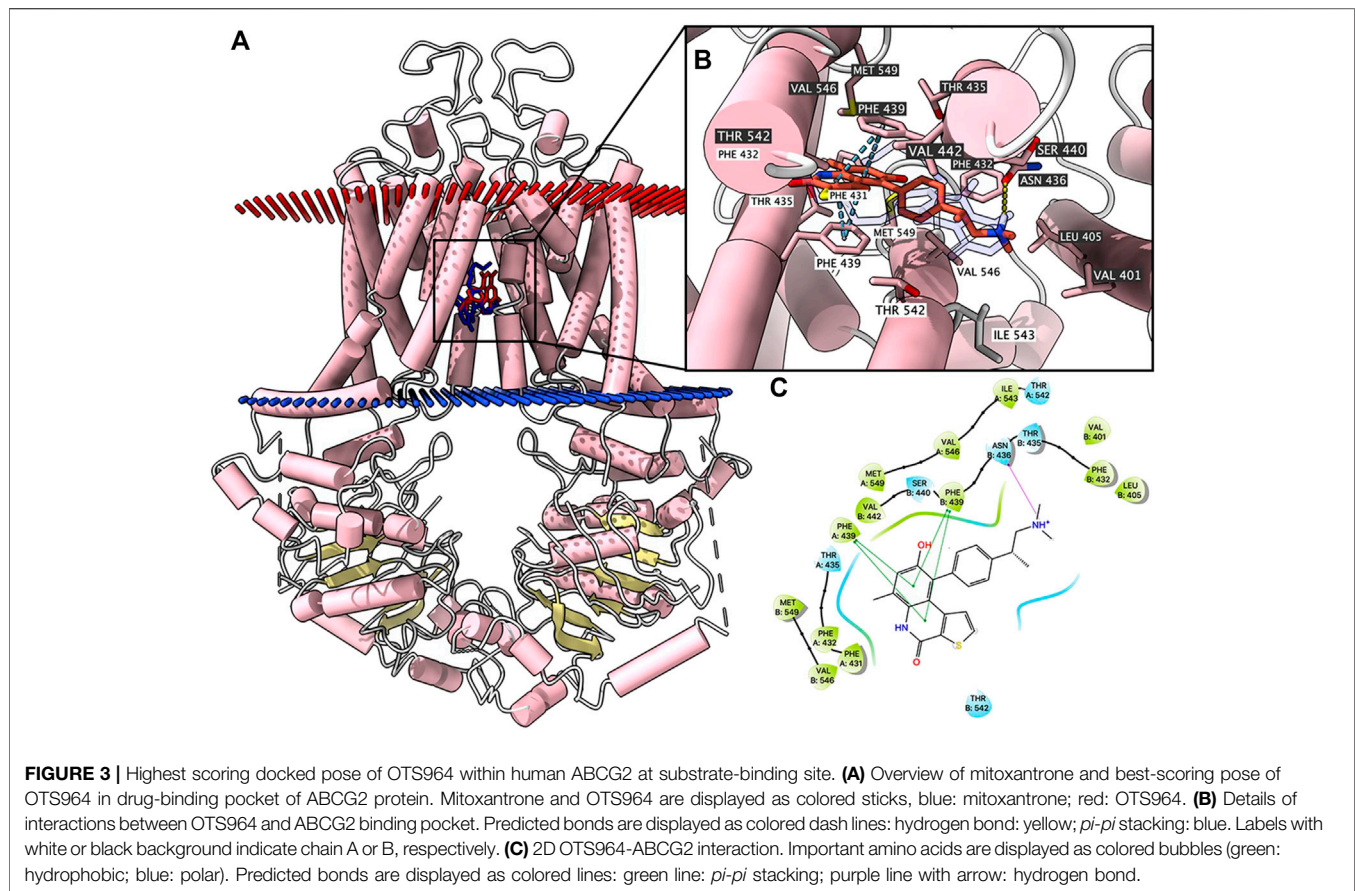 A
B
MET 549
VAL 546
THR 435
PHE 439
THR 542
PHE 432
VAL 442
SER 440
PHE 432
ASN 436
PHE 431
THR 435
MET 549
LEU 405
PHE 439
VAL 546
VAL 401
THR 542
ILE 543
C
ILE
A: 543
THR
A: 542
VAL
B: 401
THR
B: 435
ASN
B: 436
VAL
A: 546
PHE
B: 432
MET
A: 549
LEU
B: 405
SER
B: 440
PHE
B: 439
VAL
B: 442
PHE
A: 439
NH+
OH
THR
A: 435
MET
B: 549
HN
PHE
A: 432
S
PHE
A: 431
O
VAL
B: 546
THR
B: 542
FIGURE 3 | Highest scoring docked pose of OTS964 within human ABCG2 at substrate-binding site. (A) Overview of mitoxantrone and best-scoring pose of
OTS964 in drug-binding pocket of ABCG2 protein. Mitoxantrone and OTS964 are displayed as colored sticks, blue: mitoxantrone; red: OTS964. (B) Details of
interactions between OTS964 and ABCG2 binding pocket. Predicted bonds are displayed as colored dash lines: hydrogen bond: yellow; pi-pi stacking: blue. Labels with
white or black background indicate chain A or B, respectively. (C) 2D OTS964-ABCG2 interaction. Important amino acids are displayed as colored bubbles (green:
hydrophobic; blue: polar). Predicted bonds are displayed as colored lines: green line: pi-pi stacking; purple line with arrow: hydrogen bond.